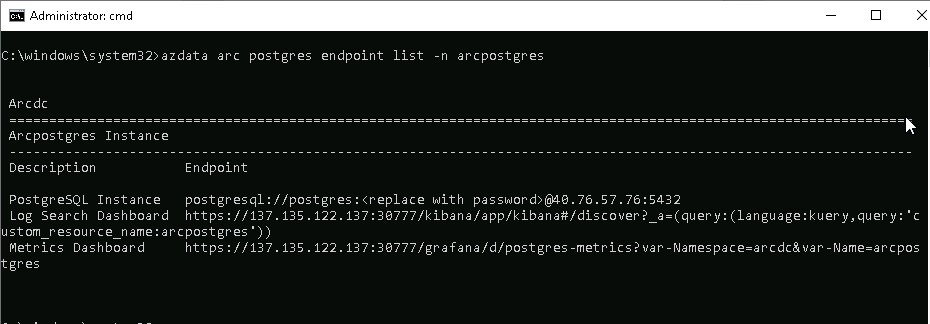 Administrator: cmd
C:\windows\system32>azdata arc postgres endpoint list -n arcpostgres
Arcdc
================================================================================================================
Arcpostgres Instance
----------------------------------------------------------------------------------------------------------------
Description Endpoint
PostgreSQL Instance postgresql://postgres:<replace with password>@40.76.57.76:5432
Log Search Dashboard https://137.135.122.137:30777/kibana/app/kibana#/discover?_a=(query:(language:kuery,query:'c
ustom_resource_name:arcpostgres'))
Metrics Dashboard https://137.135.122.137:30777/grafana/d/postgres-metrics?var-Namespace=arcdc&var-Name=arcpos
tgres